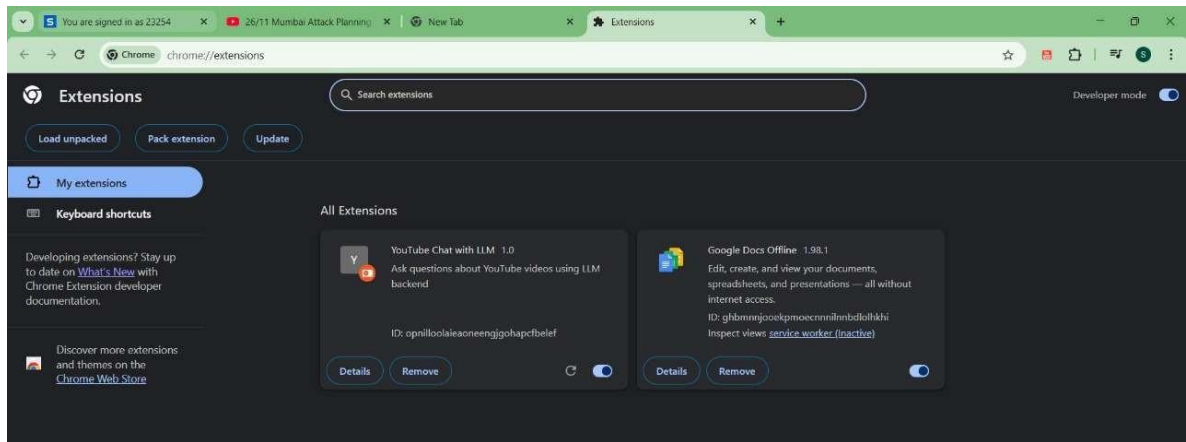 You are signed in as 23254
26/11 Mumbai Attack Planning
New Tab
Extensions
Chrome
chrome://extensions
S
Extensions
Search extensions
Developer mode
Load unpacked
Pack extension
Update
My extensions
Keyboard shortcuts
Developing extensions? Stay up
to date on What's New with
Chrome Extension developer
documentation.
Discover more extensions
and themes on the
Chrome Web Store
All Extensions
Y
YouTube Chat with LLM 1.0
Ask questions about YouTube videos using LLM
backend
ID: opnilloolaieaoneengjgohapcfbelef
Details
Remove
Google Docs Offline 1.98.1
Edit, create, and view your documents,
spreadsheets, and presentations — all without
internet access.
ID: ghbmnnjooekpmoecnnnilnnbdlolhkhi
Inspect views service worker (Inactive)
Details
Remove